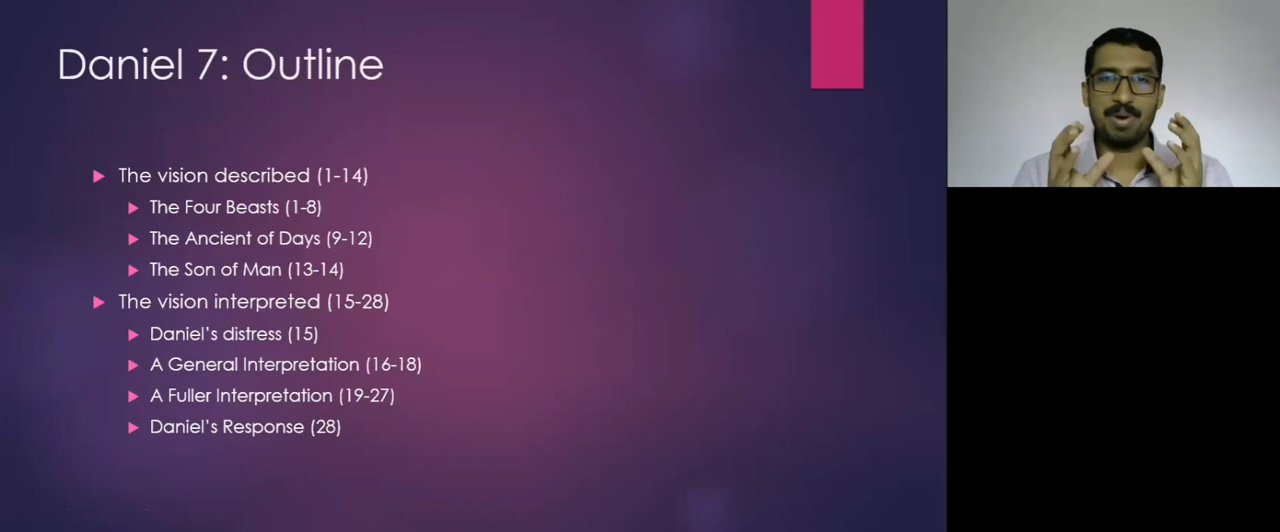 Daniel 7: Outline
The vision described (1-14)
The Four Beasts (1-8)
The Ancient of Days (9-12)
The Son of Man (13-14)
The vision interpreted (15-28)
Daniel's distress (15)
A General Interpretation (16-18)
A Fuller Interpretation (19-27)
Daniel's Response (28)